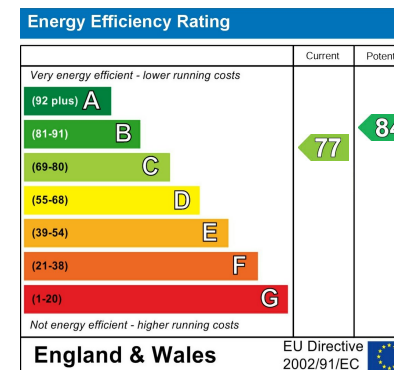 Energy Efficiency Rating
Current Potent
Very energy efficient - lower running costs
(92 plus) A
(81-91) B
(69-80) C
(55-68) D
(39-54) E
(21-38) F
(1-20) G
77
84
Not energy efficient - higher running costs
England & Wales
EU Directive
2002/91/EC